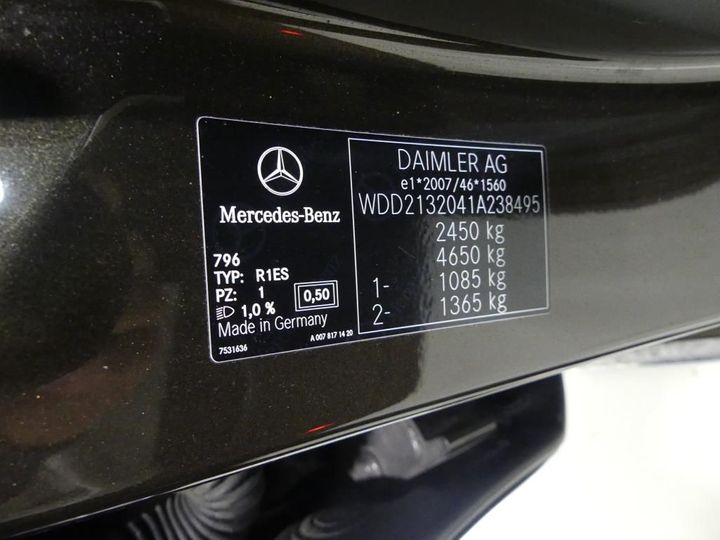 Mercedes-Benz
796
TYP: R1ES
PZ: 1
0,50
1,0 %
Made in Germany
7531636
A 007 817 14 20
DAIMLER AG
e1*2007/46*1560
WDD2132041A238495
2450 kg
4650 kg
1- 1085 kg
2- 1365 kg